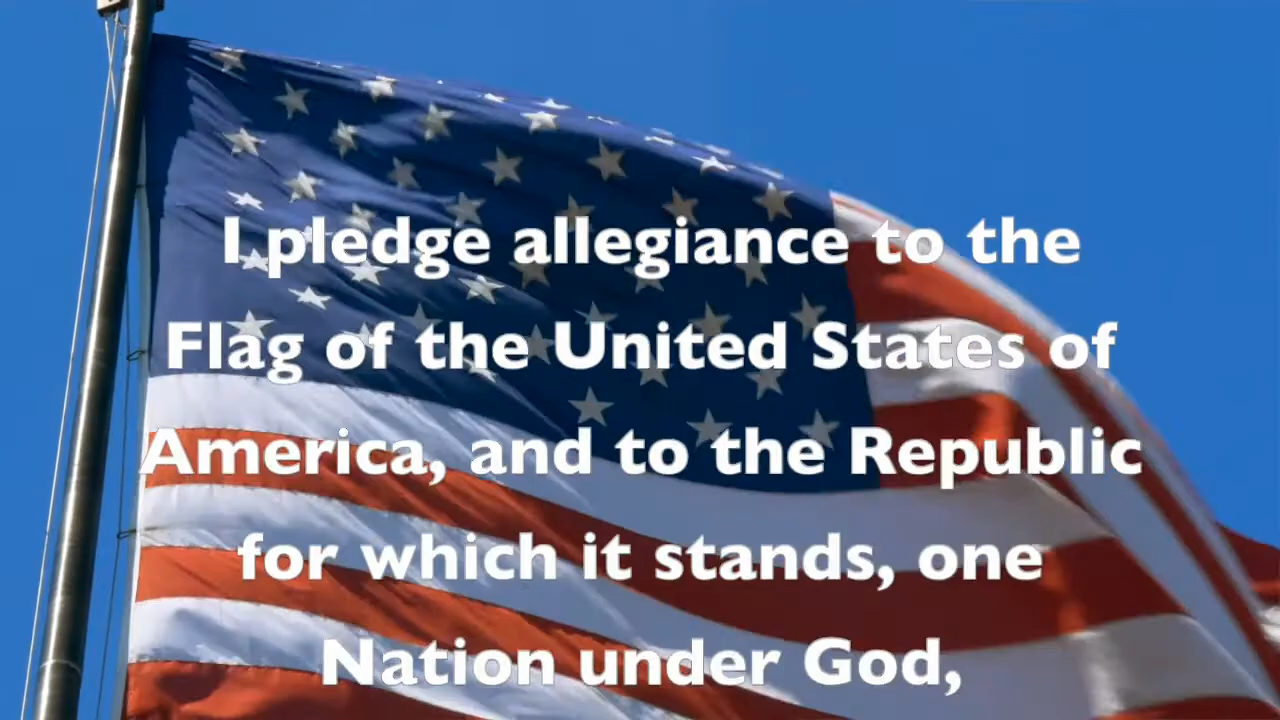 I pledge allegiance to the
Flag of the United States of
America, and to the Republic
for which it stands, one
Nation under God,